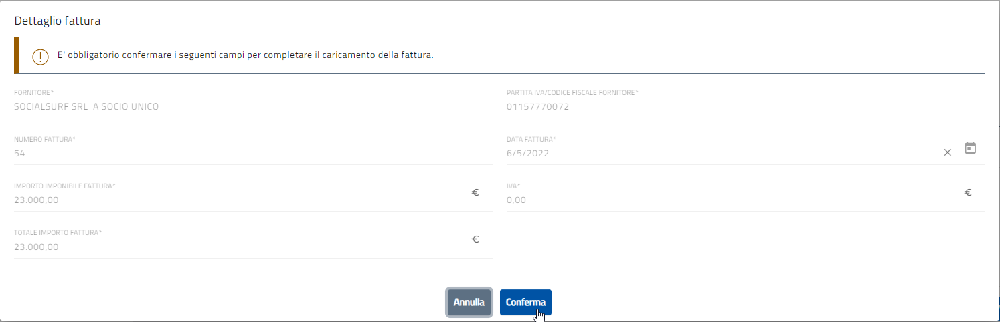 Dettaglio fattura
E' obbligatorio confermare i seguenti campi per completare il caricamento della fattura.
FORNITORE*
SOCIALSURF SRL  A SOCIO UNICO
PARTITA IVA/CODICE FISCALE FORNITORE*
01157770072
NUMERO FATTURA*
54
DATA FATTURA*
6/5/2022
IMPORTO IMPONIBILE FATTURA*
23.000,00 €
IVA*
0,00 €
TOTALE IMPORTO FATTURA*
23.000,00 €
Annulla
Conferma